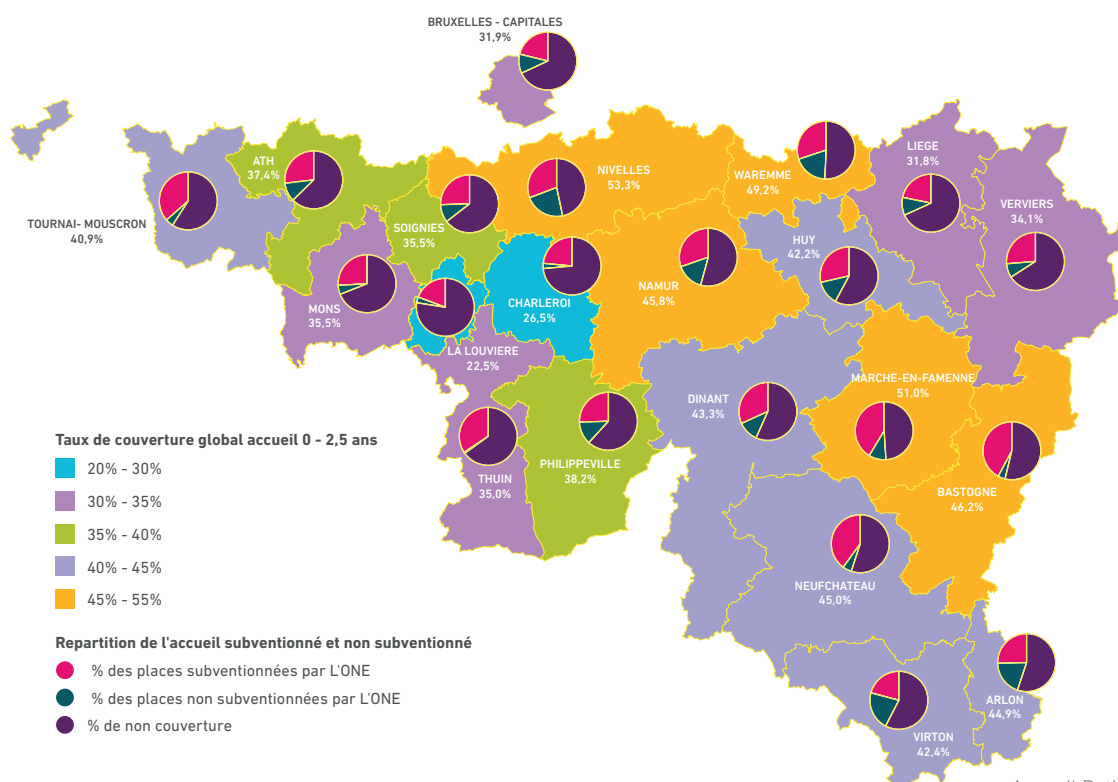 BRUXELLES - CAPITALES
31,9%
ATH
37,4%
TOURNAI- MOUSCRON
40,9%
SOIGNIES
35,5%
NIVELLES
53,3%
WAREMME
49,2%
LIEGE
31,8%
VERVIERS
34,1%
HUY
42,2%
NAMUR
45,8%
CHARLEROI
26,5%
MONS
35,5%
LA LOUVIERE
22,5%
DINANT
43,3%
MARCHE-EN-FAMENNE
51,0%
BASTOGNE
46,2%
PHILIPPEVILLE
38,2%
THUIN
35,0%
NEUFCHATEAU
45,0%
ARLON
44,9%
VIRTON
42,4%
Taux de couverture global accueil 0 - 2,5 ans
20% - 30%
30% - 35%
35% - 40%
40% - 45%
45% - 55%
Repartition de l'accueil subventionné et non subventionné
% des places subventionnées par L'ONE
% des places non subventionnées par L'ONE
% de non couverture